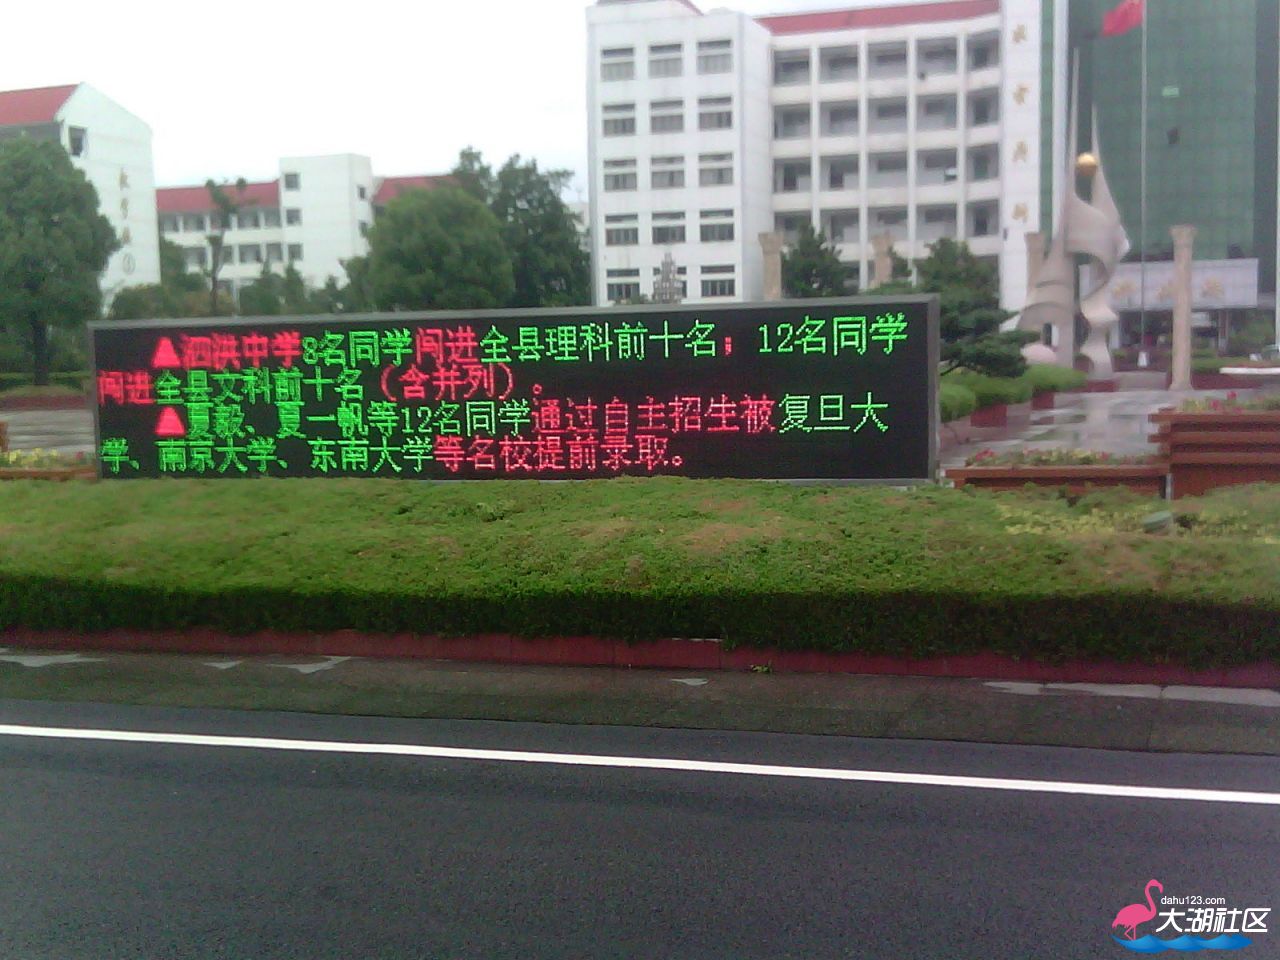 ▲泗洪中学8名同学闯进全县理科前十名；12名同学
闯进全县文科前十名（含并列）。
▲夏毅、夏一帆等12名同学通过自主招生被复旦大
学、南京大学、东南大学等名校提前录取。
dahu123.com
大湖社区